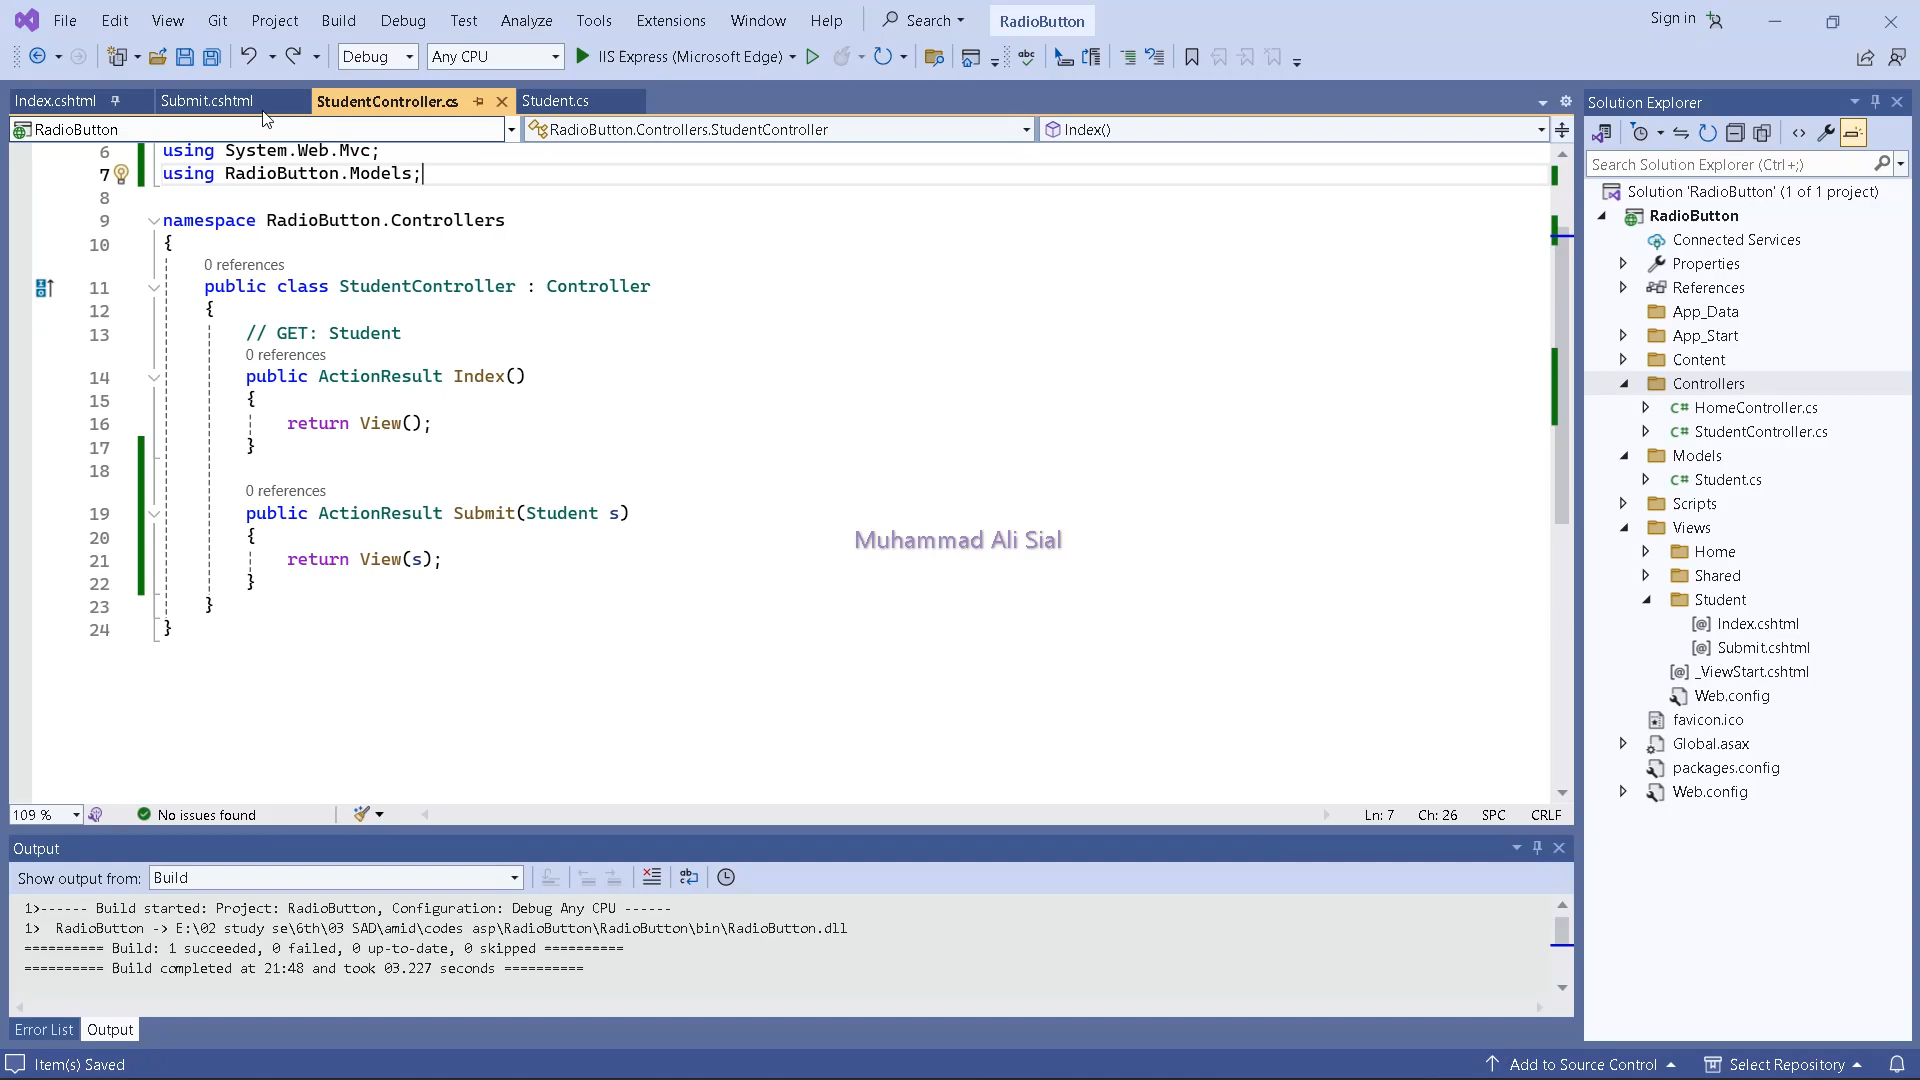 File Edit View Git Project Build Debug Test Analyze Tools Extensions Window Help Search RadioButton Sign in
Debug Any CPU IIS Express (Microsoft Edge)
Index.cshtml Submit.cshtml StudentController.cs Student.cs
RadioButton RadioButton.Controllers.StudentController Index()
6 using System.Web.Mvc;
7 using RadioButton.Models;
8
9 namespace RadioButton.Controllers
10 {
0 references
11 public class StudentController : Controller
12 {
13 // GET: Student
0 references
14 public ActionResult Index()
15 {
16 return View();
17 }
18
0 references
19 public ActionResult Submit(Student s)
20 {
21 return View(s);
22 }
23 }
24 }
Muhammad Ali Sial
109 % No issues found Ln: 7 Ch: 26 SPC CRLF
Output
Show output from: Build
1>------ Build started: Project: RadioButton, Configuration: Debug Any CPU ------
1> RadioButton -> E:\02 study se\6th\03 SAD\amid\codes asp\RadioButton\RadioButton\bin\RadioButton.dll
========== Build: 1 succeeded, 0 failed, 0 up-to-date, 0 skipped ==========
========== Build completed at 21:48 and took 03.227 seconds ==========
Error List Output
Item(s) Saved Add to Source Control Select Repository
Solution Explorer
Search Solution Explorer (Ctrl+;)
Solution 'RadioButton' (1 of 1 project)
RadioButton
Connected Services
Properties
References
App_Data
App_Start
Content
Controllers
C# HomeController.cs
C# StudentController.cs
Models
C# Student.cs
Scripts
Views
Home
Shared
Student
[@] Index.cshtml
[@] Submit.cshtml
[@] _ViewStart.cshtml
Web.config
favicon.ico
Global.asax
packages.config
Web.config